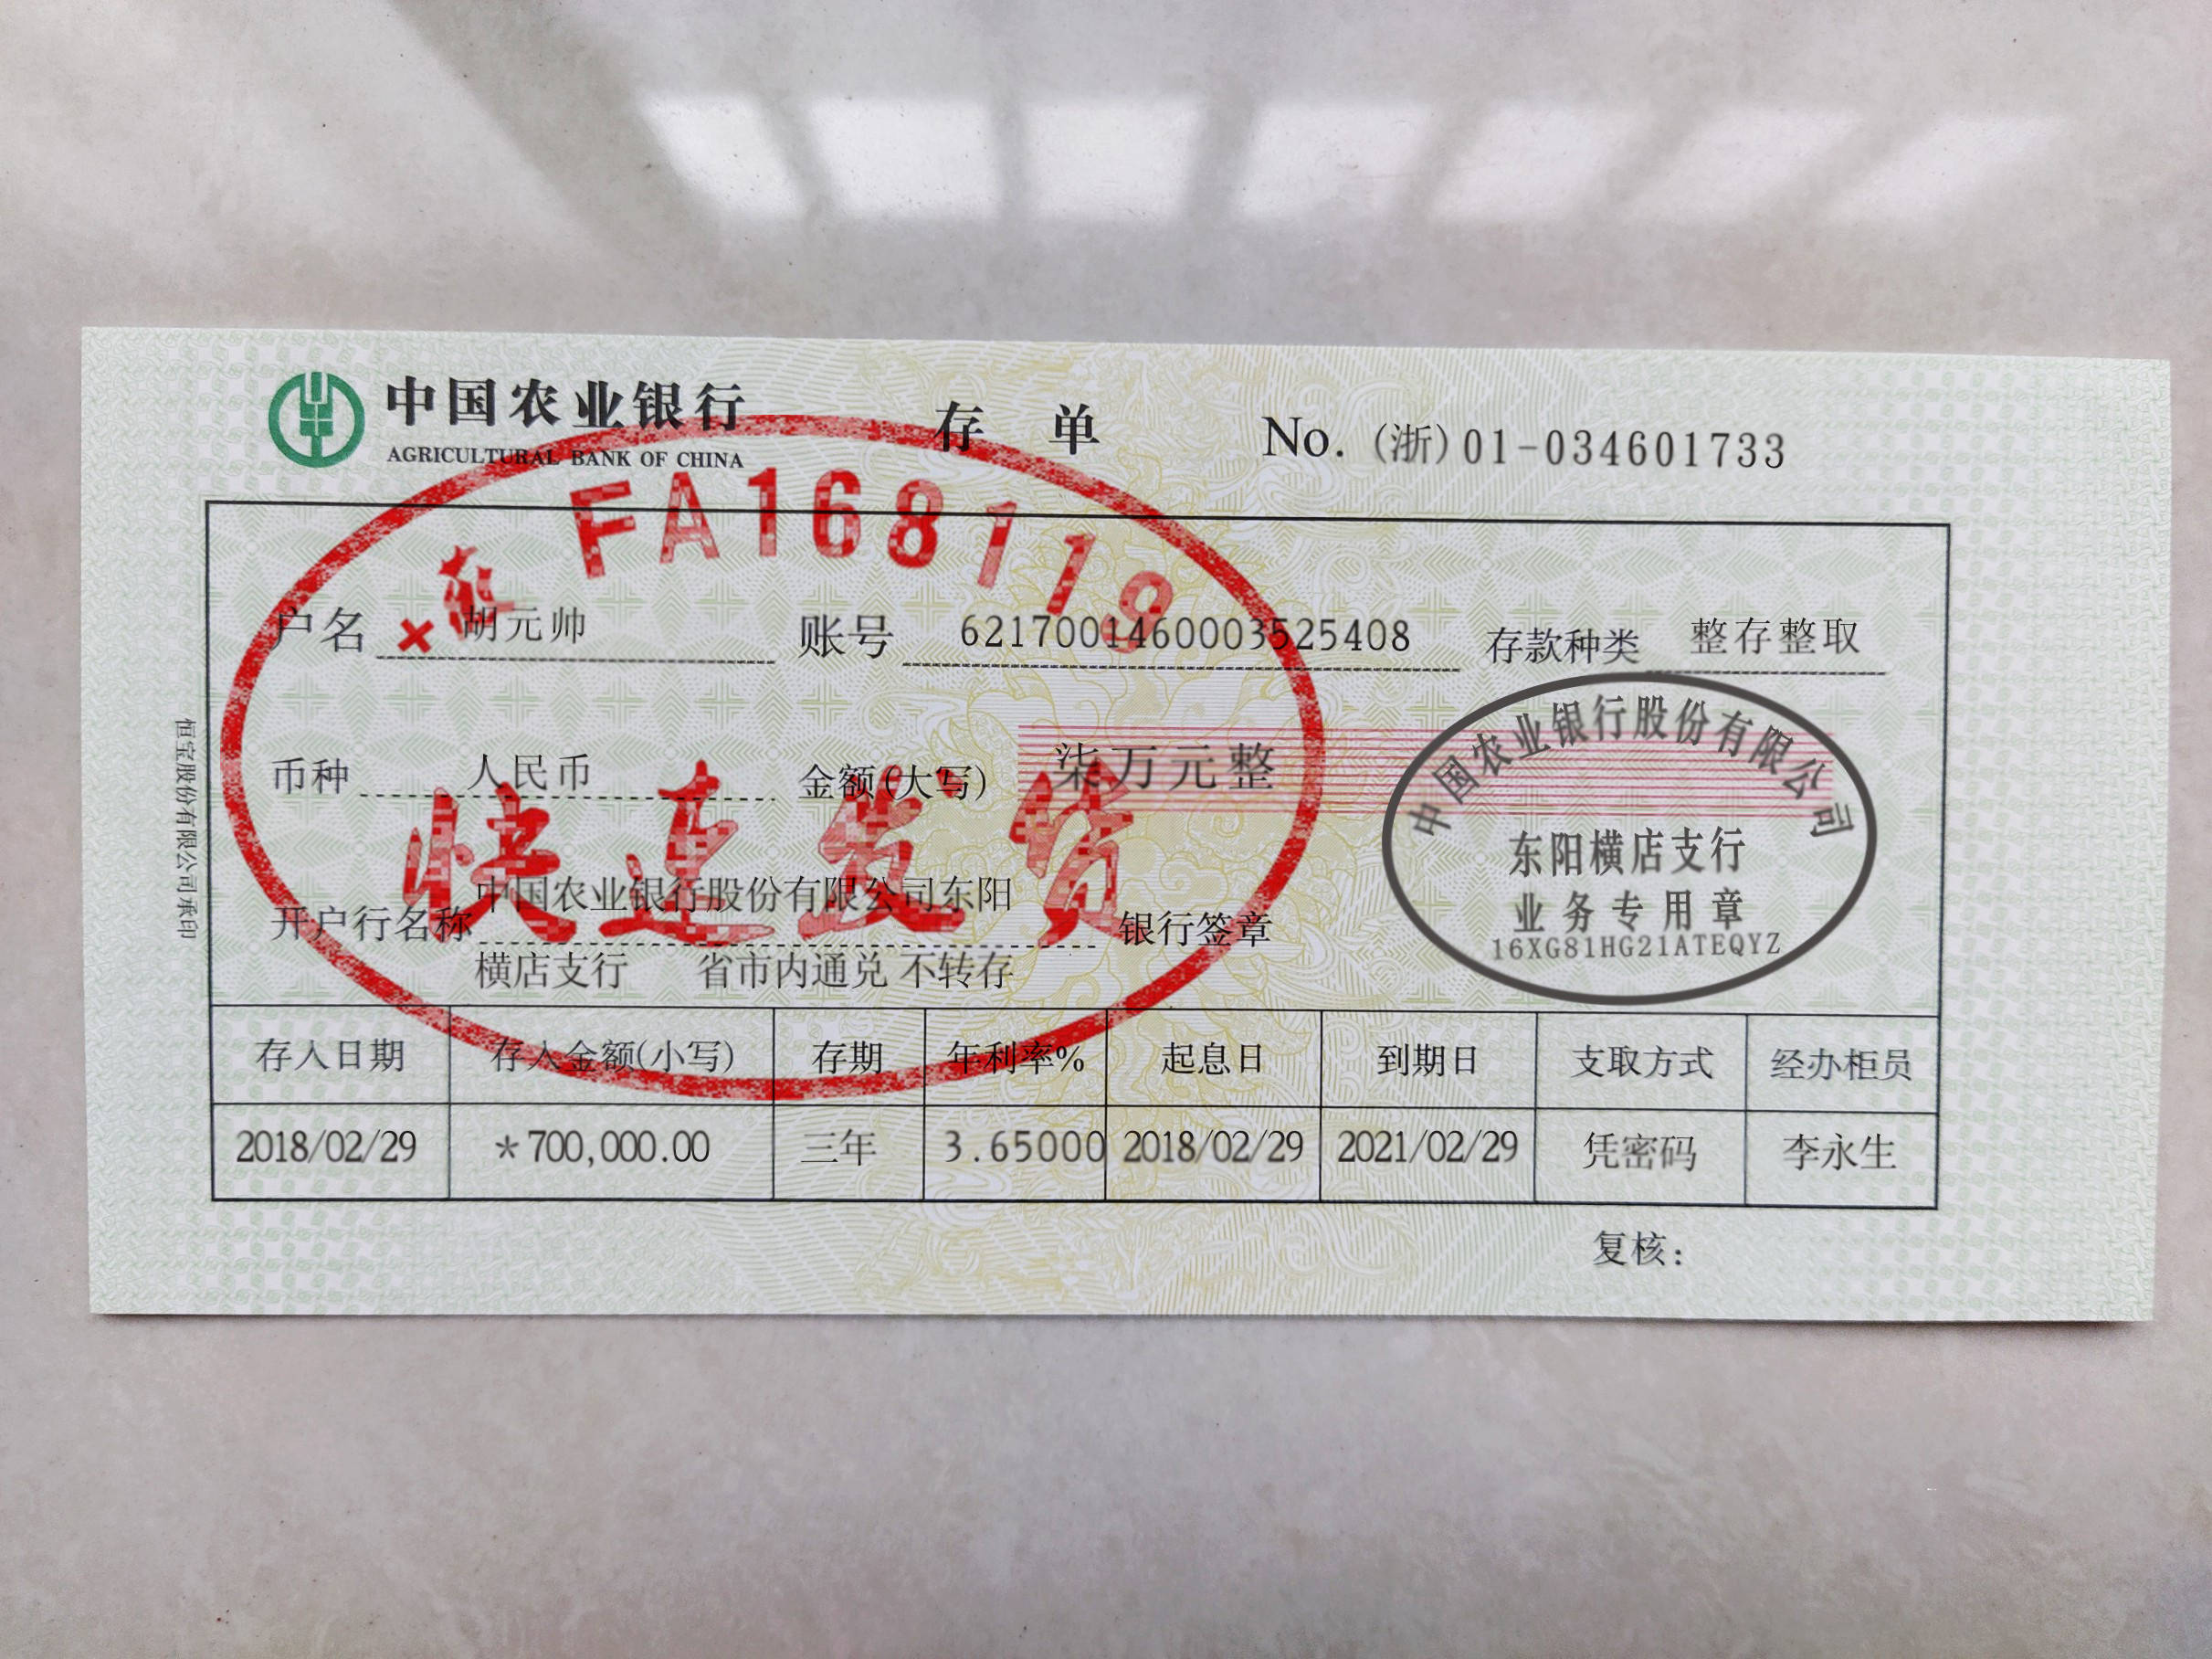 中国农业银行
AGRICULTURAL BANK OF CHINA
存 单
No. (浙)01-034601733
FA168119
户名 胡元帅 账号 6217001460003525408 存款种类 整存整取
币种 人民币 金额(大写) 柒万元整
快速发货
开户行名称 中国农业银行股份有限公司东阳
横店支行 省市内通兑 不转存
银行签章
中国农业银行股份有限公司
东阳横店支行
业务专用章
16XG81HG21ATEQYZ
存入日期 存入金额(小写) 存期 年利率% 起息日 到期日 支取方式 经办柜员
2018/02/29 *700,000.00 三年 3.65000 2018/02/29 2021/02/29 凭密码 李永生
复核:
恒宝股份有限公司承印